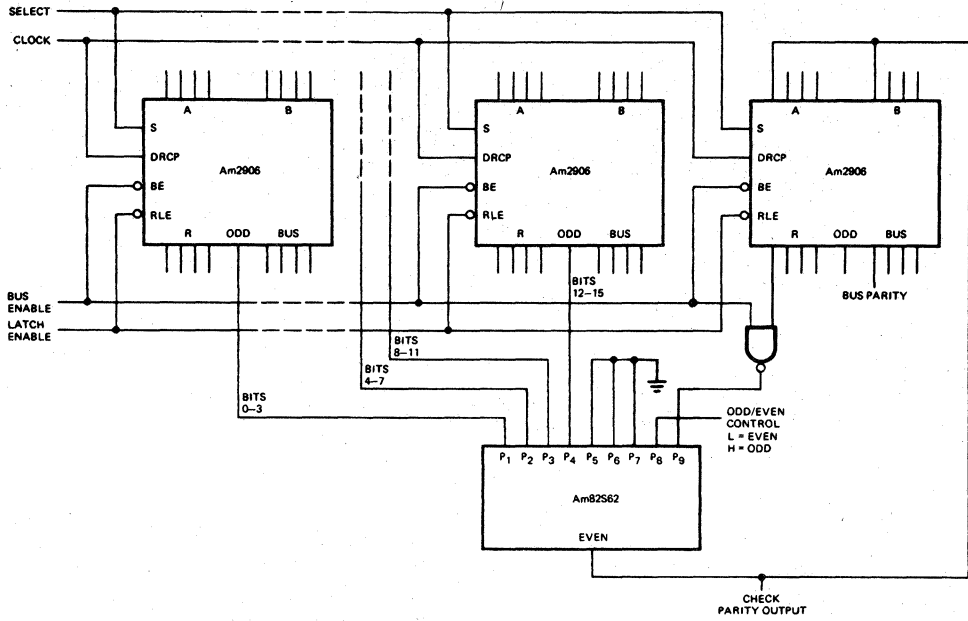 SELECT
CLOCK
A B
S
DRCP
Am2906
BE
RLE
R ODD BUS
A B
S
DRCP
Am2906
BE
RLE
R ODD BUS
A B
S
DRCP
Am2906
BE
RLE
R ODD BUS
BUS
ENABLE
LATCH
ENABLE
BITS
12–15
BUS PARITY
BITS
8–11
BITS
4–7
BITS
0–3
ODD/EVEN
CONTROL
L = EVEN
H = ODD
P1 P2 P3 P4 P5 P6 P7 P8 P9
Am82S62
EVEN
CHECK
PARITY OUTPUT